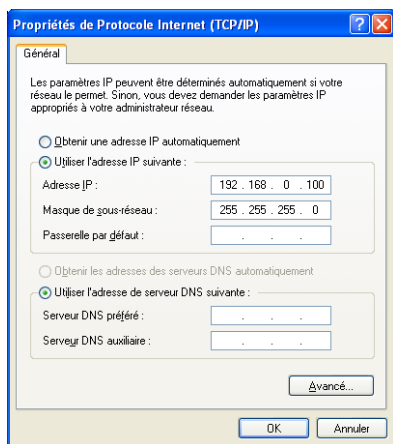 Propriétés de Protocole Internet (TCP/IP)
Général
Les paramètres IP peuvent être déterminés automatiquement si votre
réseau le permet. Sinon, vous devez demander les paramètres IP
appropriés à votre administrateur réseau.
Obtenir une adresse IP automatiquement
Utiliser l'adresse IP suivante :
Adresse IP : 192 . 168 . 0 . 100
Masque de sous-réseau : 255 . 255 . 255 . 0
Passerelle par défaut : . . .
Obtenir les adresses des serveurs DNS automatiquement
Utiliser l'adresse de serveur DNS suivante :
Serveur DNS préféré : . . .
Serveur DNS auxiliaire : . . .
Avancé...
OK Annuler